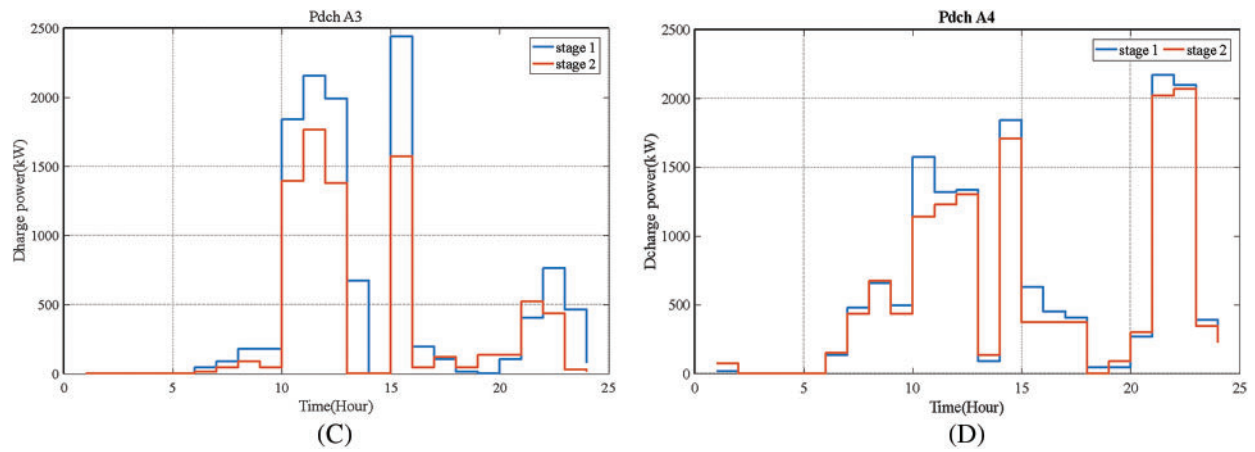 Pdch A3
2500
2000
1500
1000
500
0
Dharge power(kW)
stage 1
stage 2
0 5 10 15 20 25
Time(Hour)
(C)
Pdch A4
2500
2000
1500
1000
500
0
Dcharge power(kW)
stage 1 stage 2
0 5 10 15 20 25
Time(Hour)
(D)